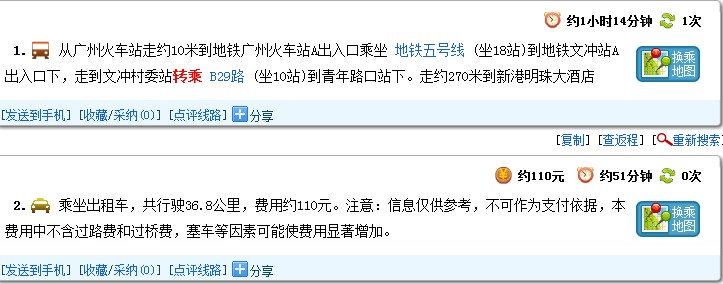 约1小时14分钟 1次
1. 从广州火车站走约10米到地铁广州火车站A出入口乘坐 地铁五号线 (坐18站)到地铁文冲站A
出入口下，走到文冲村委站转乘 B29路 (坐10站)到青年路口站下。走约270米到新港明珠大酒店
换乘
地图
[发送到手机] [收藏/采纳(0)] [点评线路] 分享
[复制] [查返程] [重新搜索]
约110元 约51分钟 0次
2. 乘坐出租车，共行驶36.8公里，费用约110元。注意：信息仅供参考，不可作为支付依据，本
费用中不含过路费和过桥费，塞车等因素可能使费用显著增加。
换乘
地图
[发送到手机] [收藏/采纳(0)] [点评线路] 分享